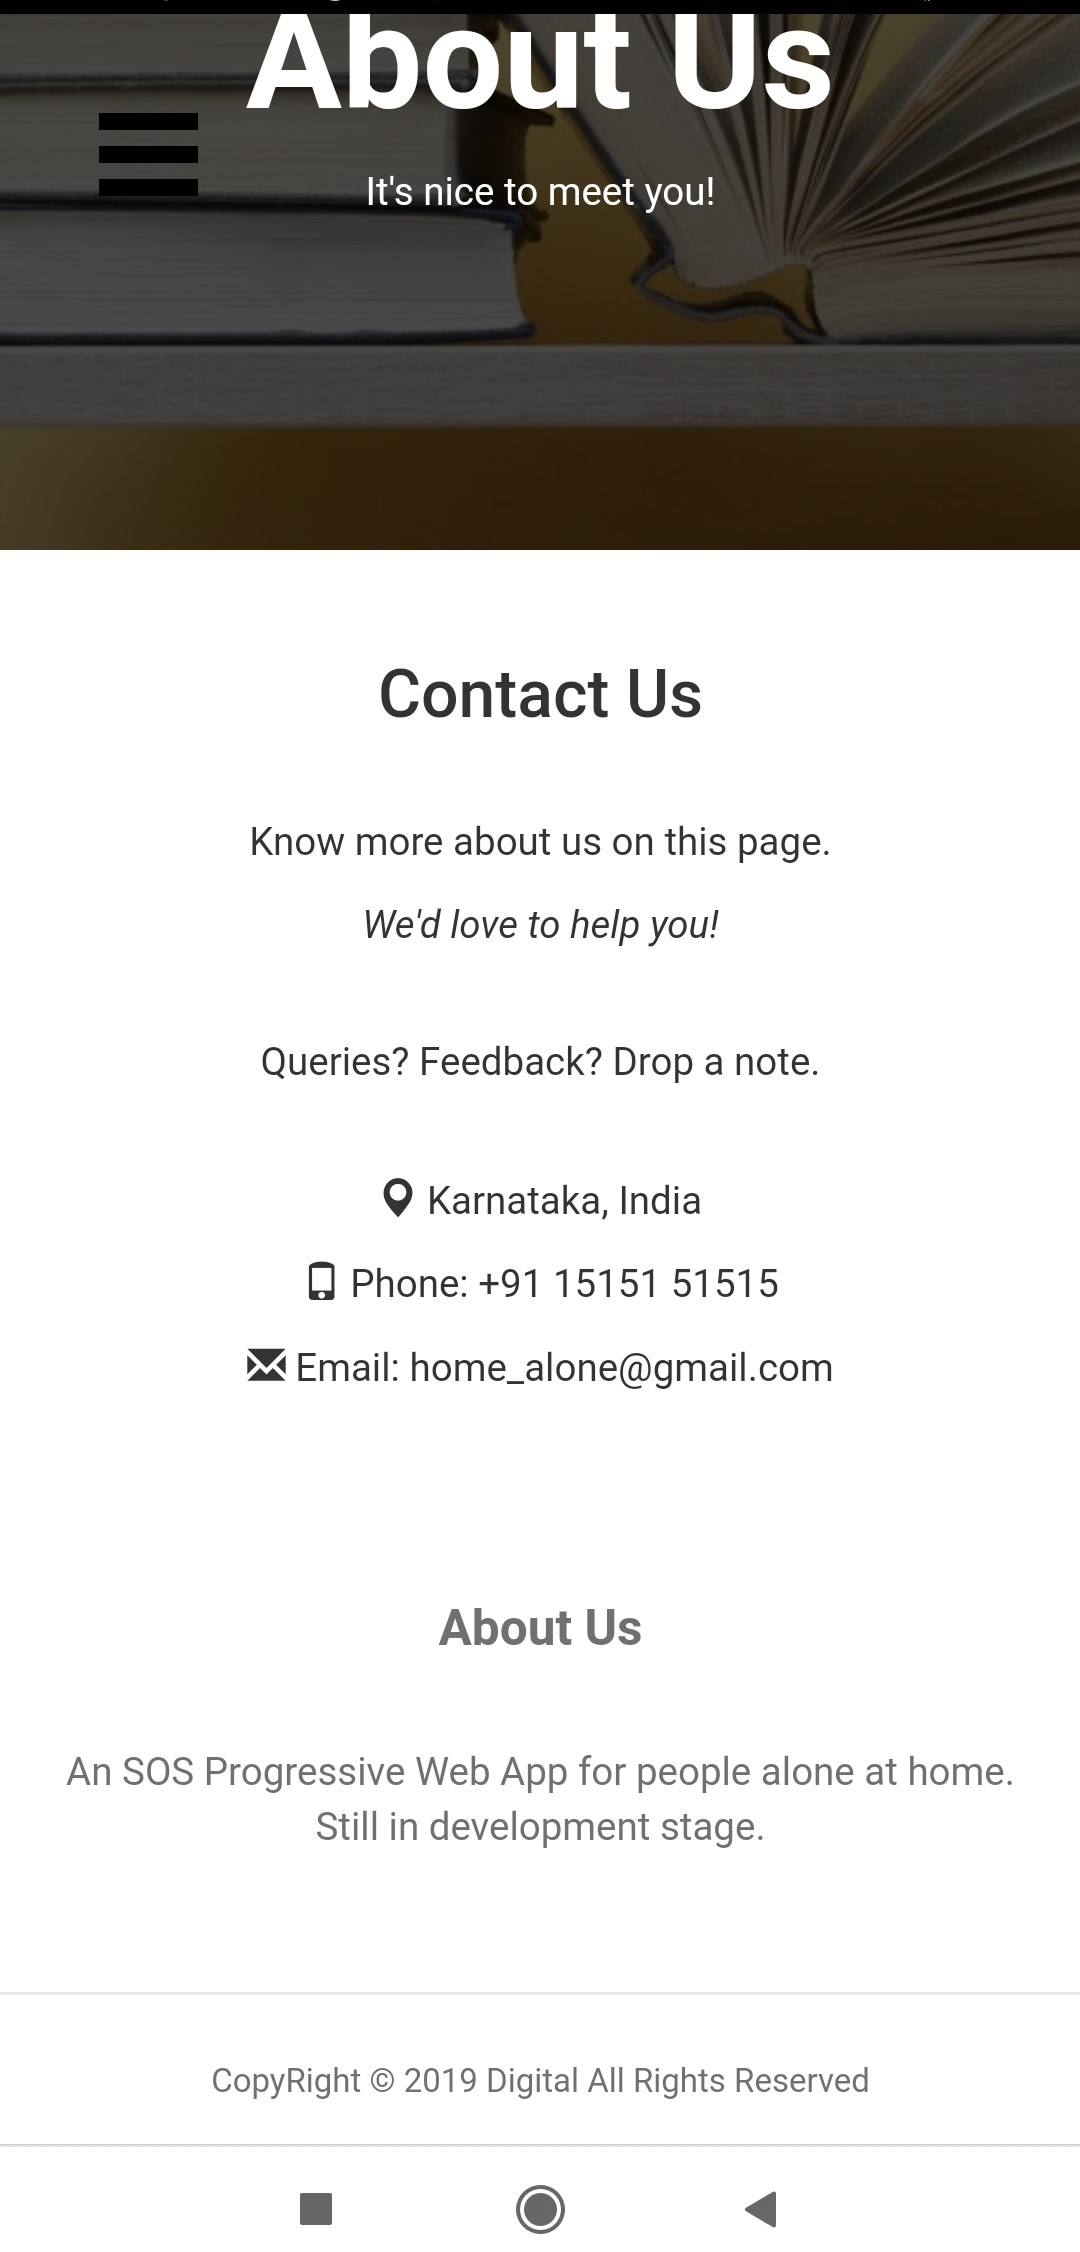 About Us
It's nice to meet you!
Contact Us
Know more about us on this page.
We'd love to help you!
Queries? Feedback? Drop a note.
Karnataka, India
Phone: +91 15151 51515
Email: home_alone@gmail.com
About Us
An SOS Progressive Web App for people alone at home.
Still in development stage.
CopyRight © 2019 Digital All Rights Reserved